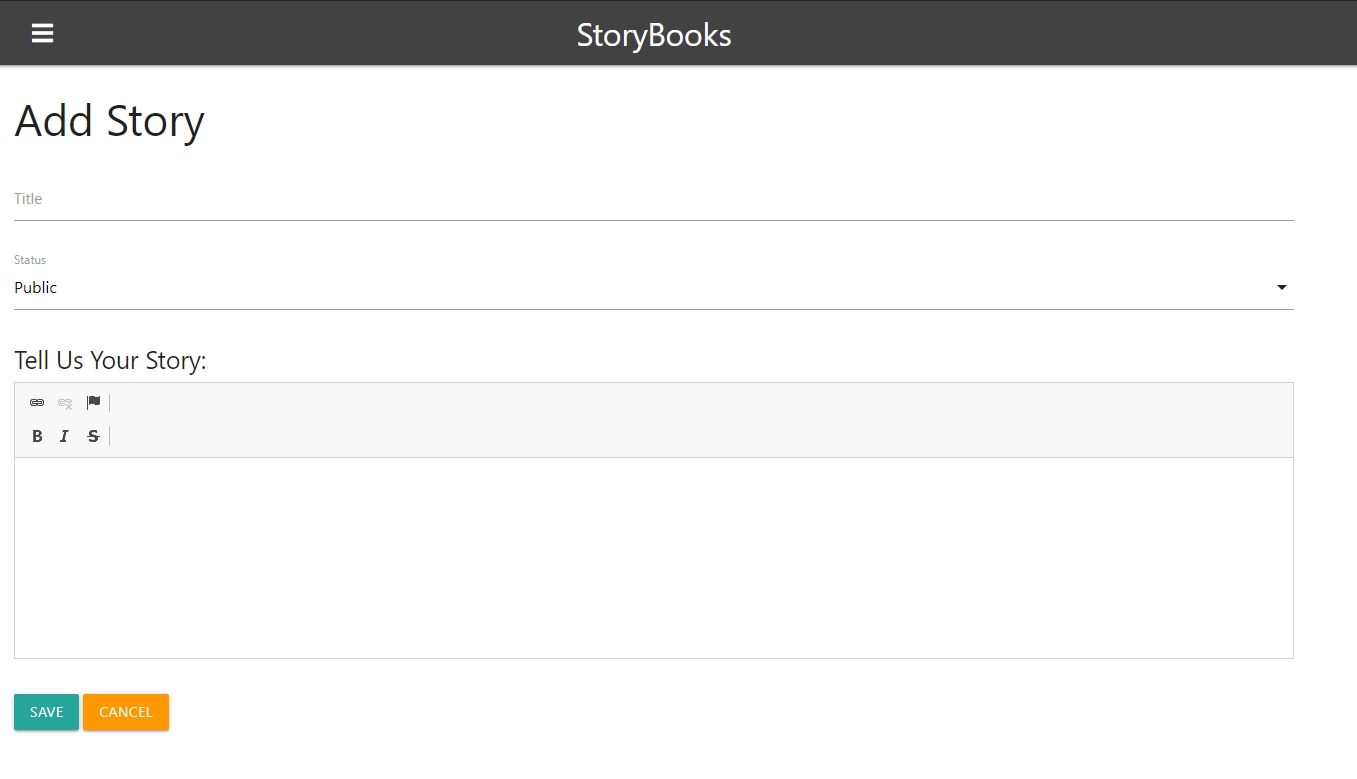 StoryBooks
Add Story
Title
Status
Public
Tell Us Your Story:
B I S
SAVE CANCEL